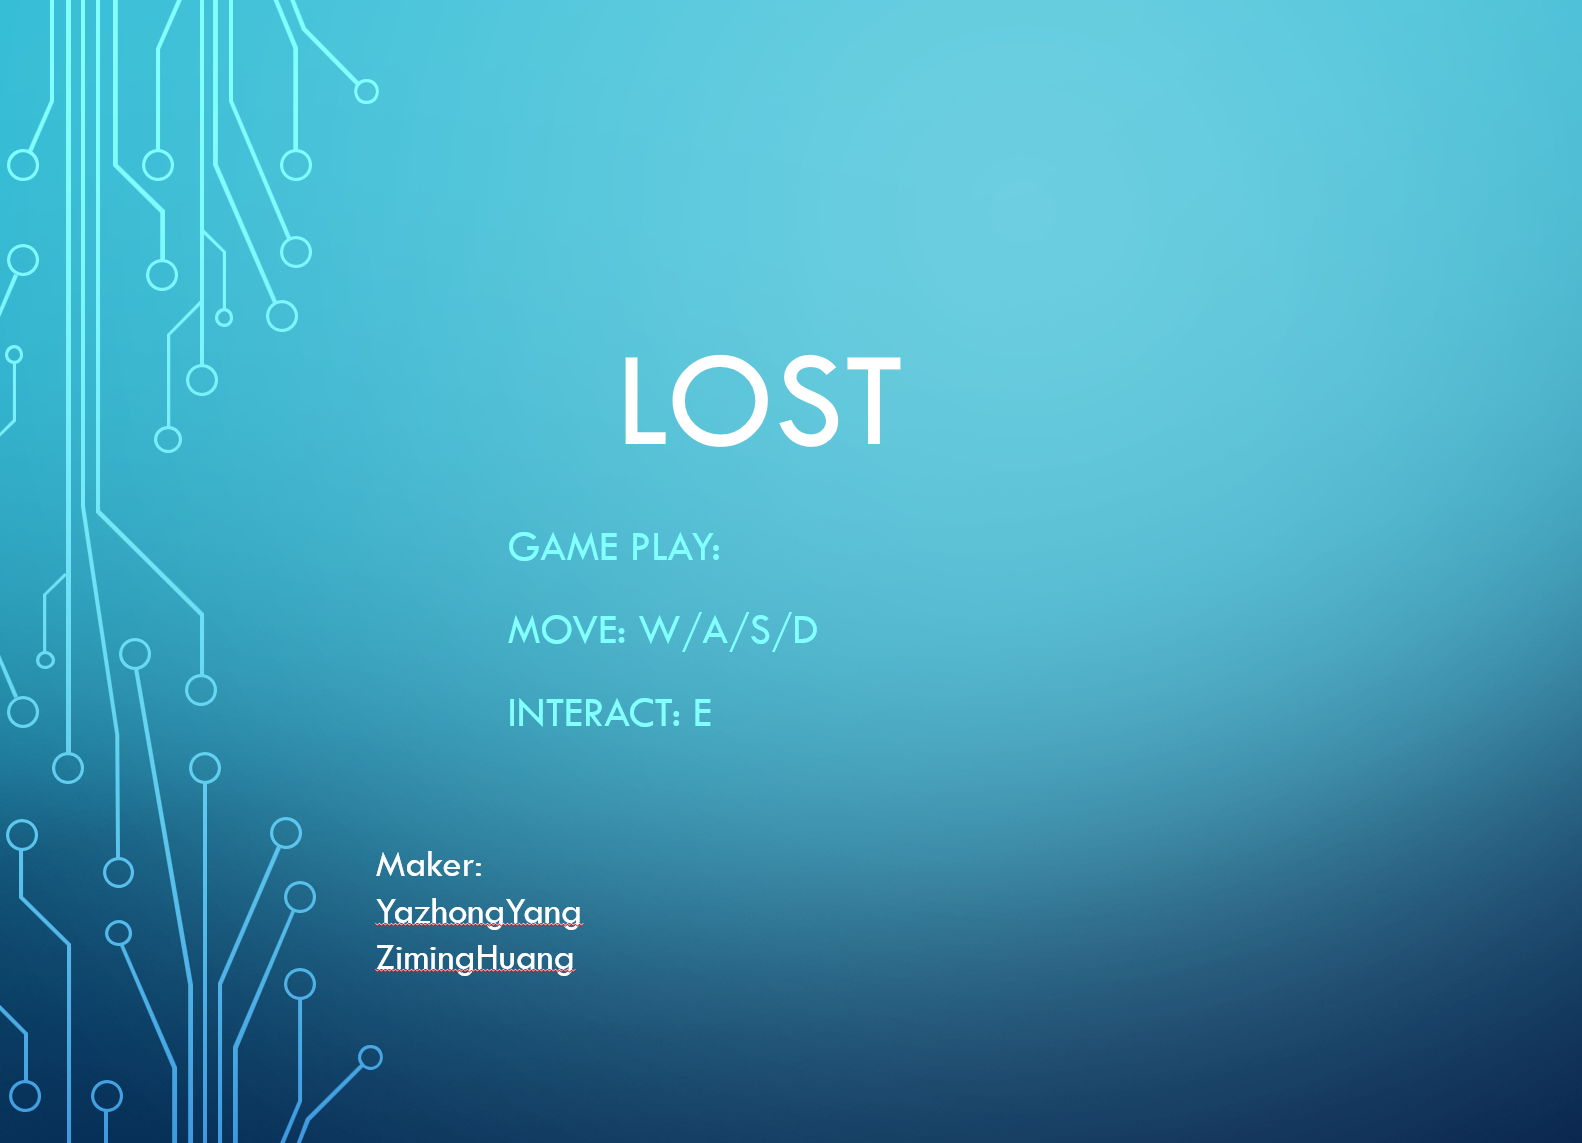 LOST
GAME PLAY:
MOVE: W/A/S/D
INTERACT: E
Maker:
YazhongYang
ZimingHuang